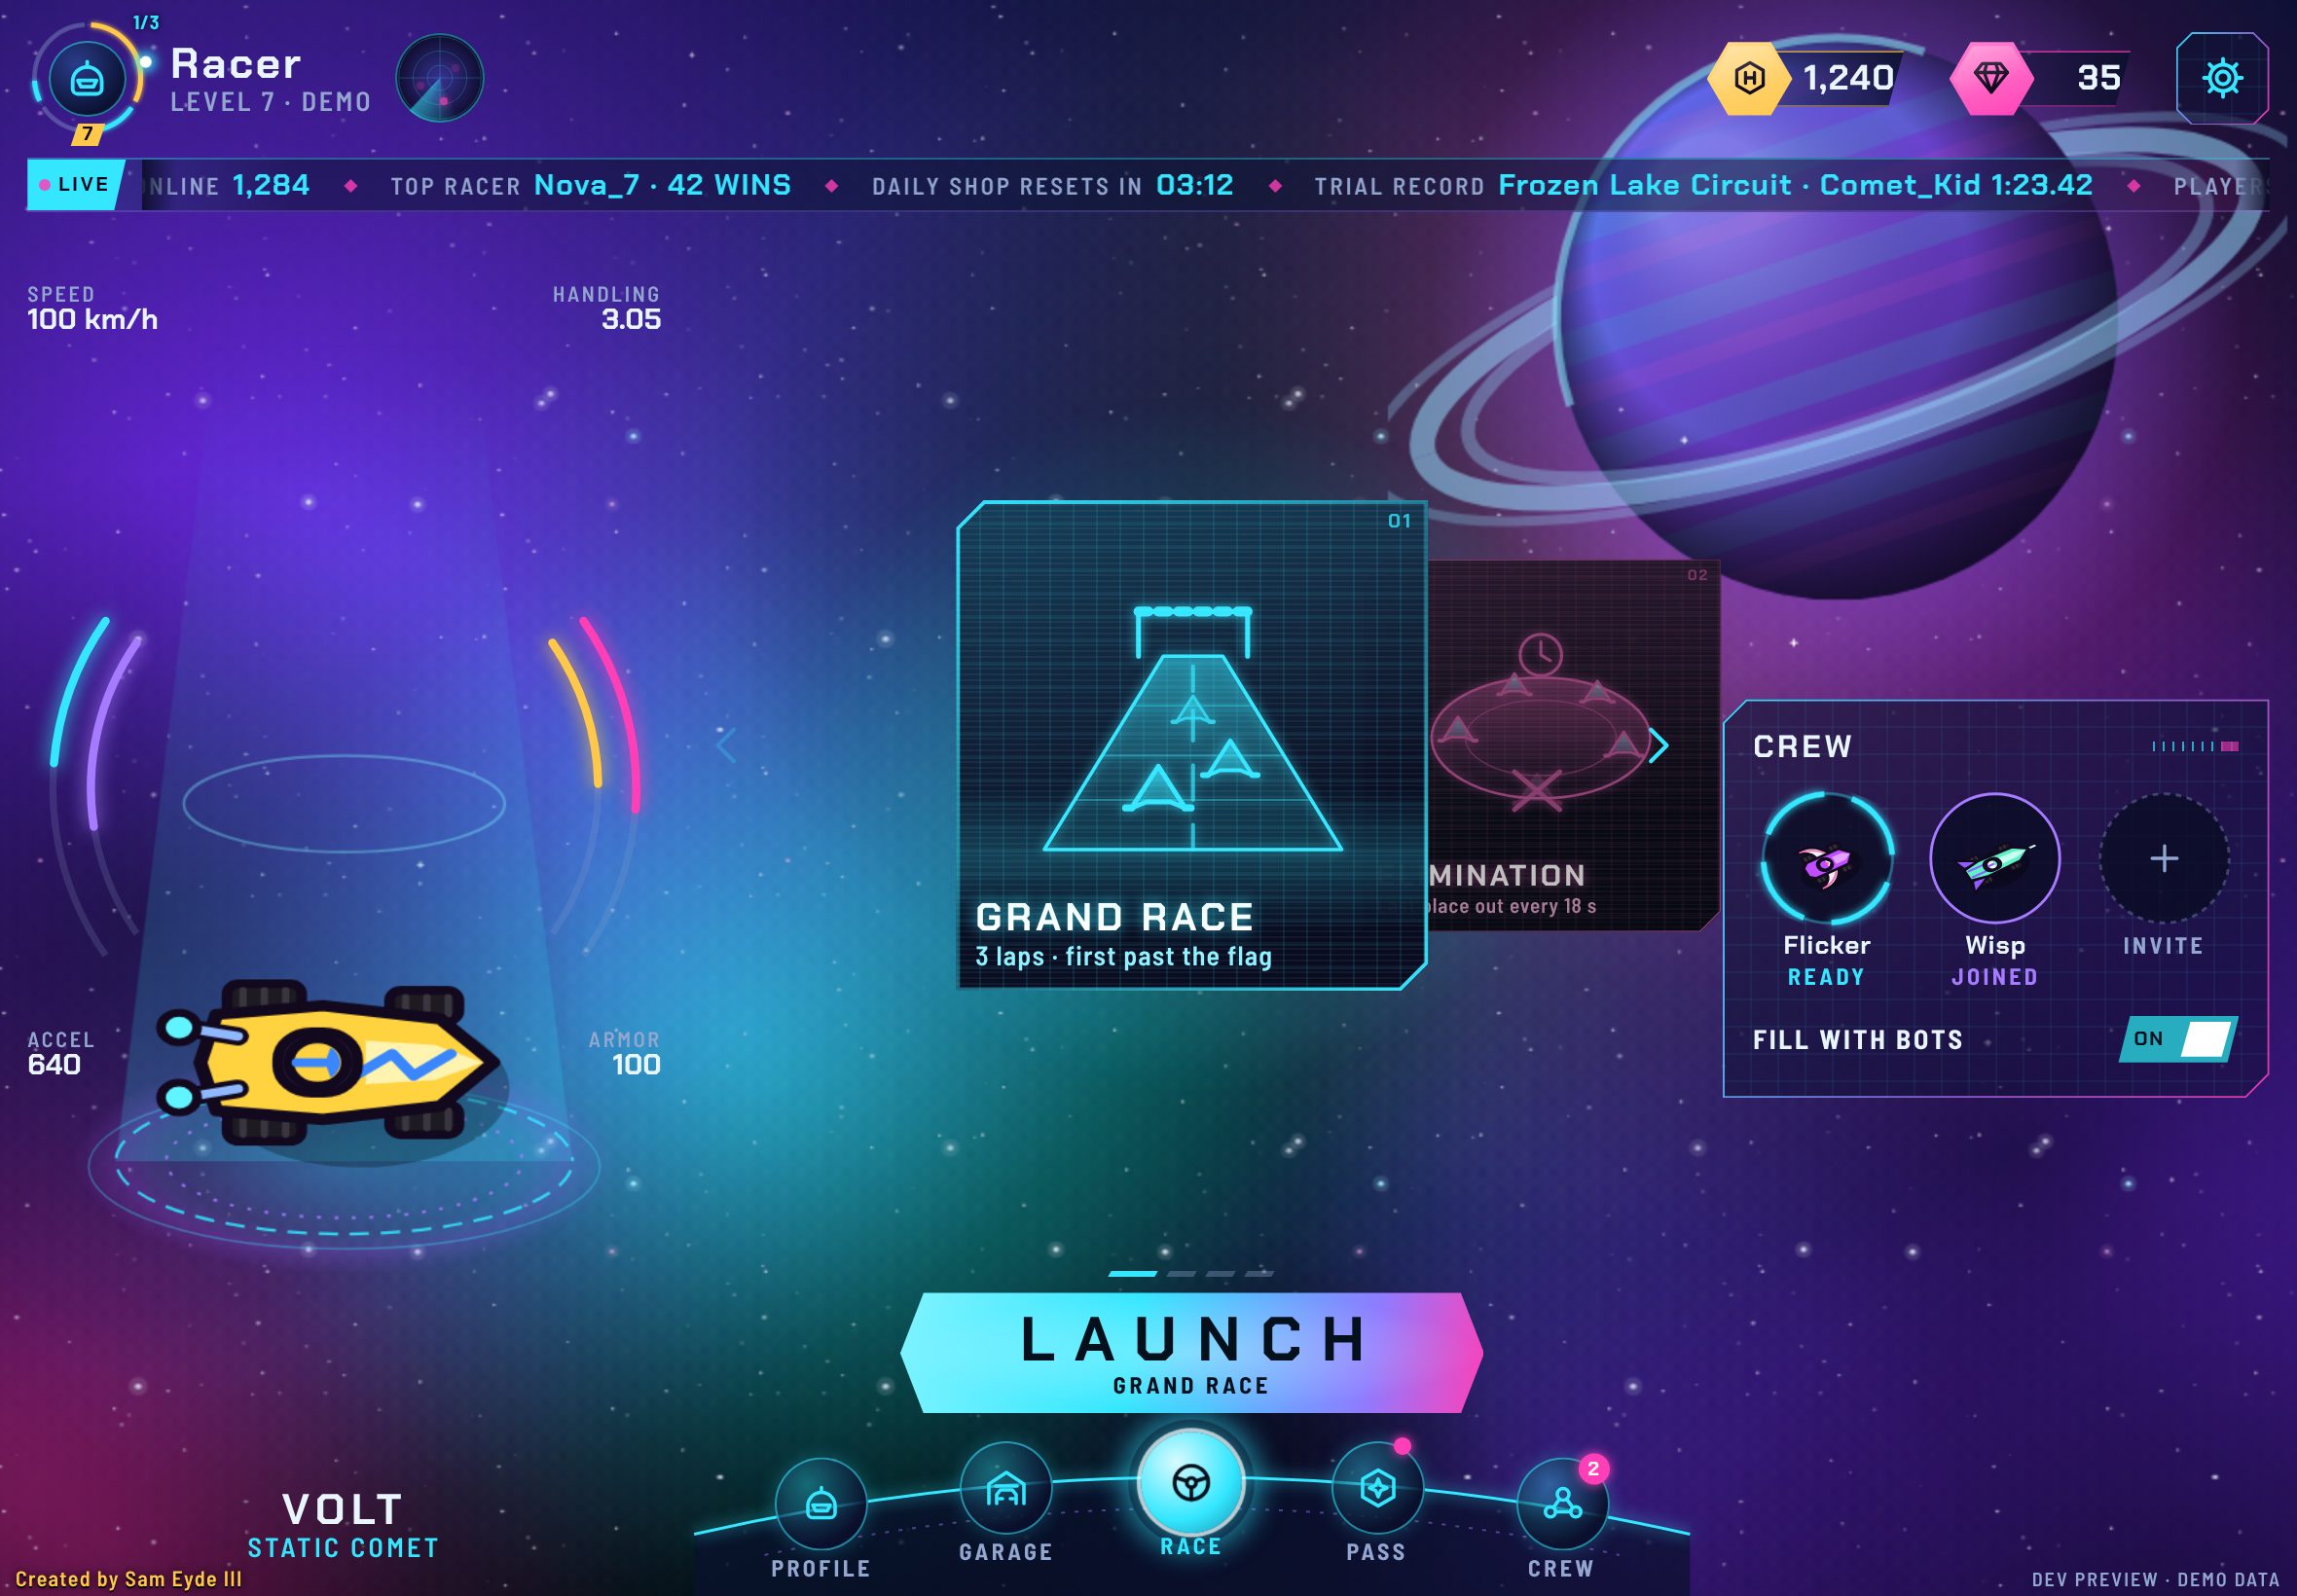 1/3
Racer
LEVEL 7 · DEMO
7
1,240
35
LIVE
NLINE 1,284 ◆ TOP RACER Nova_7 · 42 WINS ◆ DAILY SHOP RESETS IN 03:12 ◆ TRIAL RECORD Frozen Lake Circuit · Comet_Kid 1:23.42 ◆ PLAYERS
SPEED
100 km/h
HANDLING
3.05
01
02
GRAND RACE
3 laps · first past the flag
MINATION
place out every 18 s
CREW
Flicker
READY
Wisp
JOINED
INVITE
FILL WITH BOTS
ON
ACCEL
640
ARMOR
100
LAUNCH
GRAND RACE
VOLT
STATIC COMET
PROFILE
GARAGE
RACE
PASS
2
CREW
Created by Sam Eyde III
DEV PREVIEW · DEMO DATA